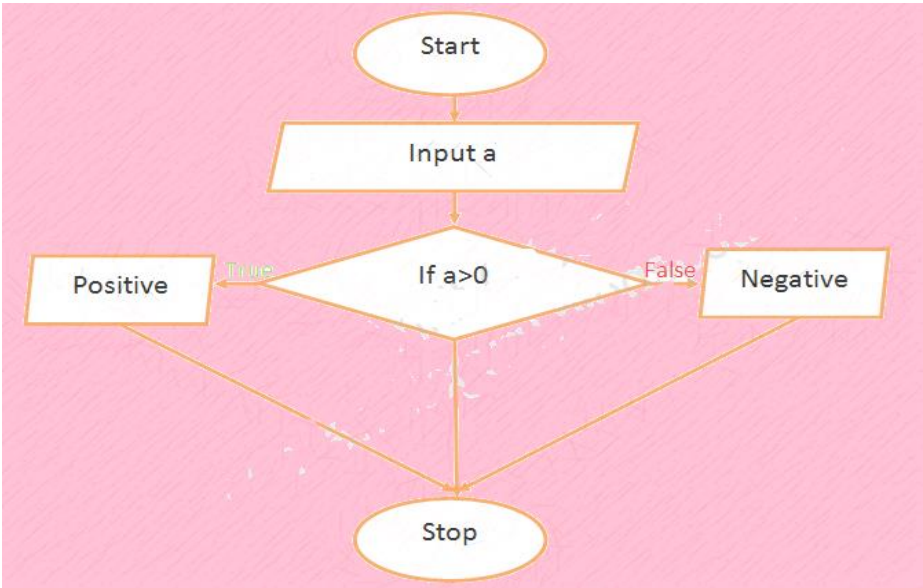 Start
Input a
If a>0
True
False
Positive
Negative
Stop